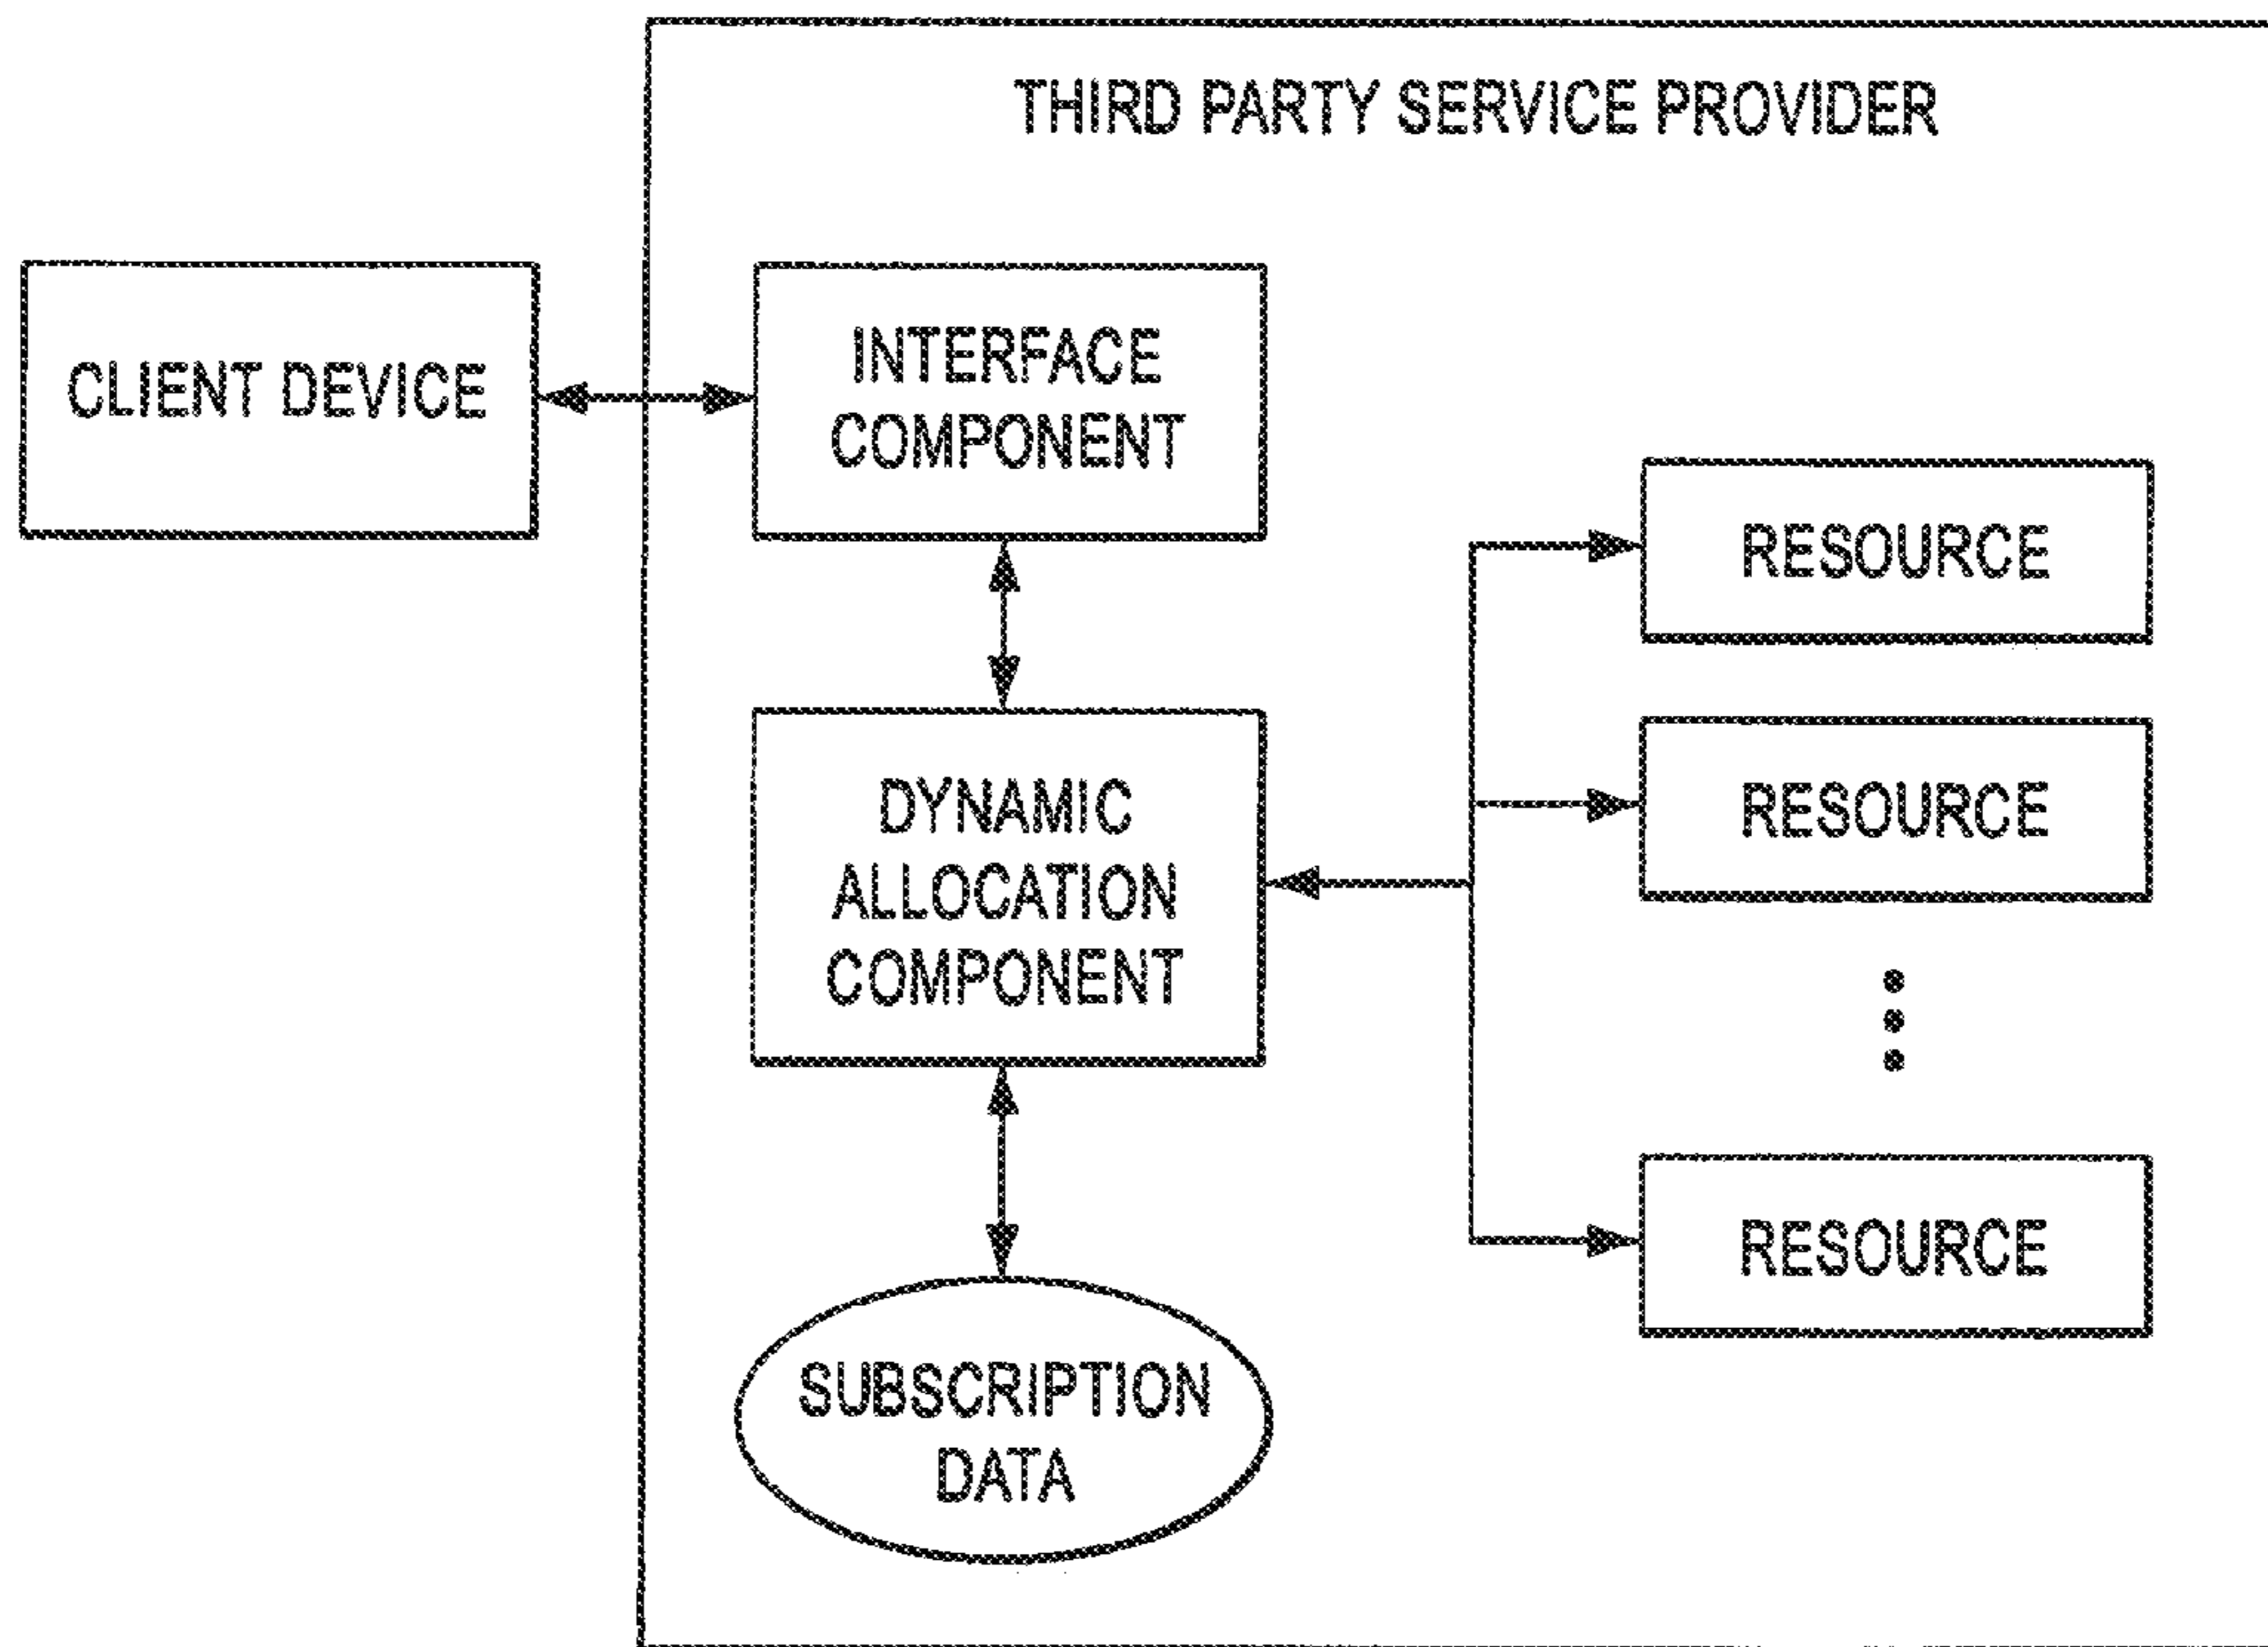 THIRD PARTY SERVICE PROVIDER
CLIENT DEVICE
INTERFACE
COMPONENT
RESOURCE
DYNAMIC
ALLOCATION
COMPONENT
RESOURCE
RESOURCE
SUBSCRIPTION
DATA